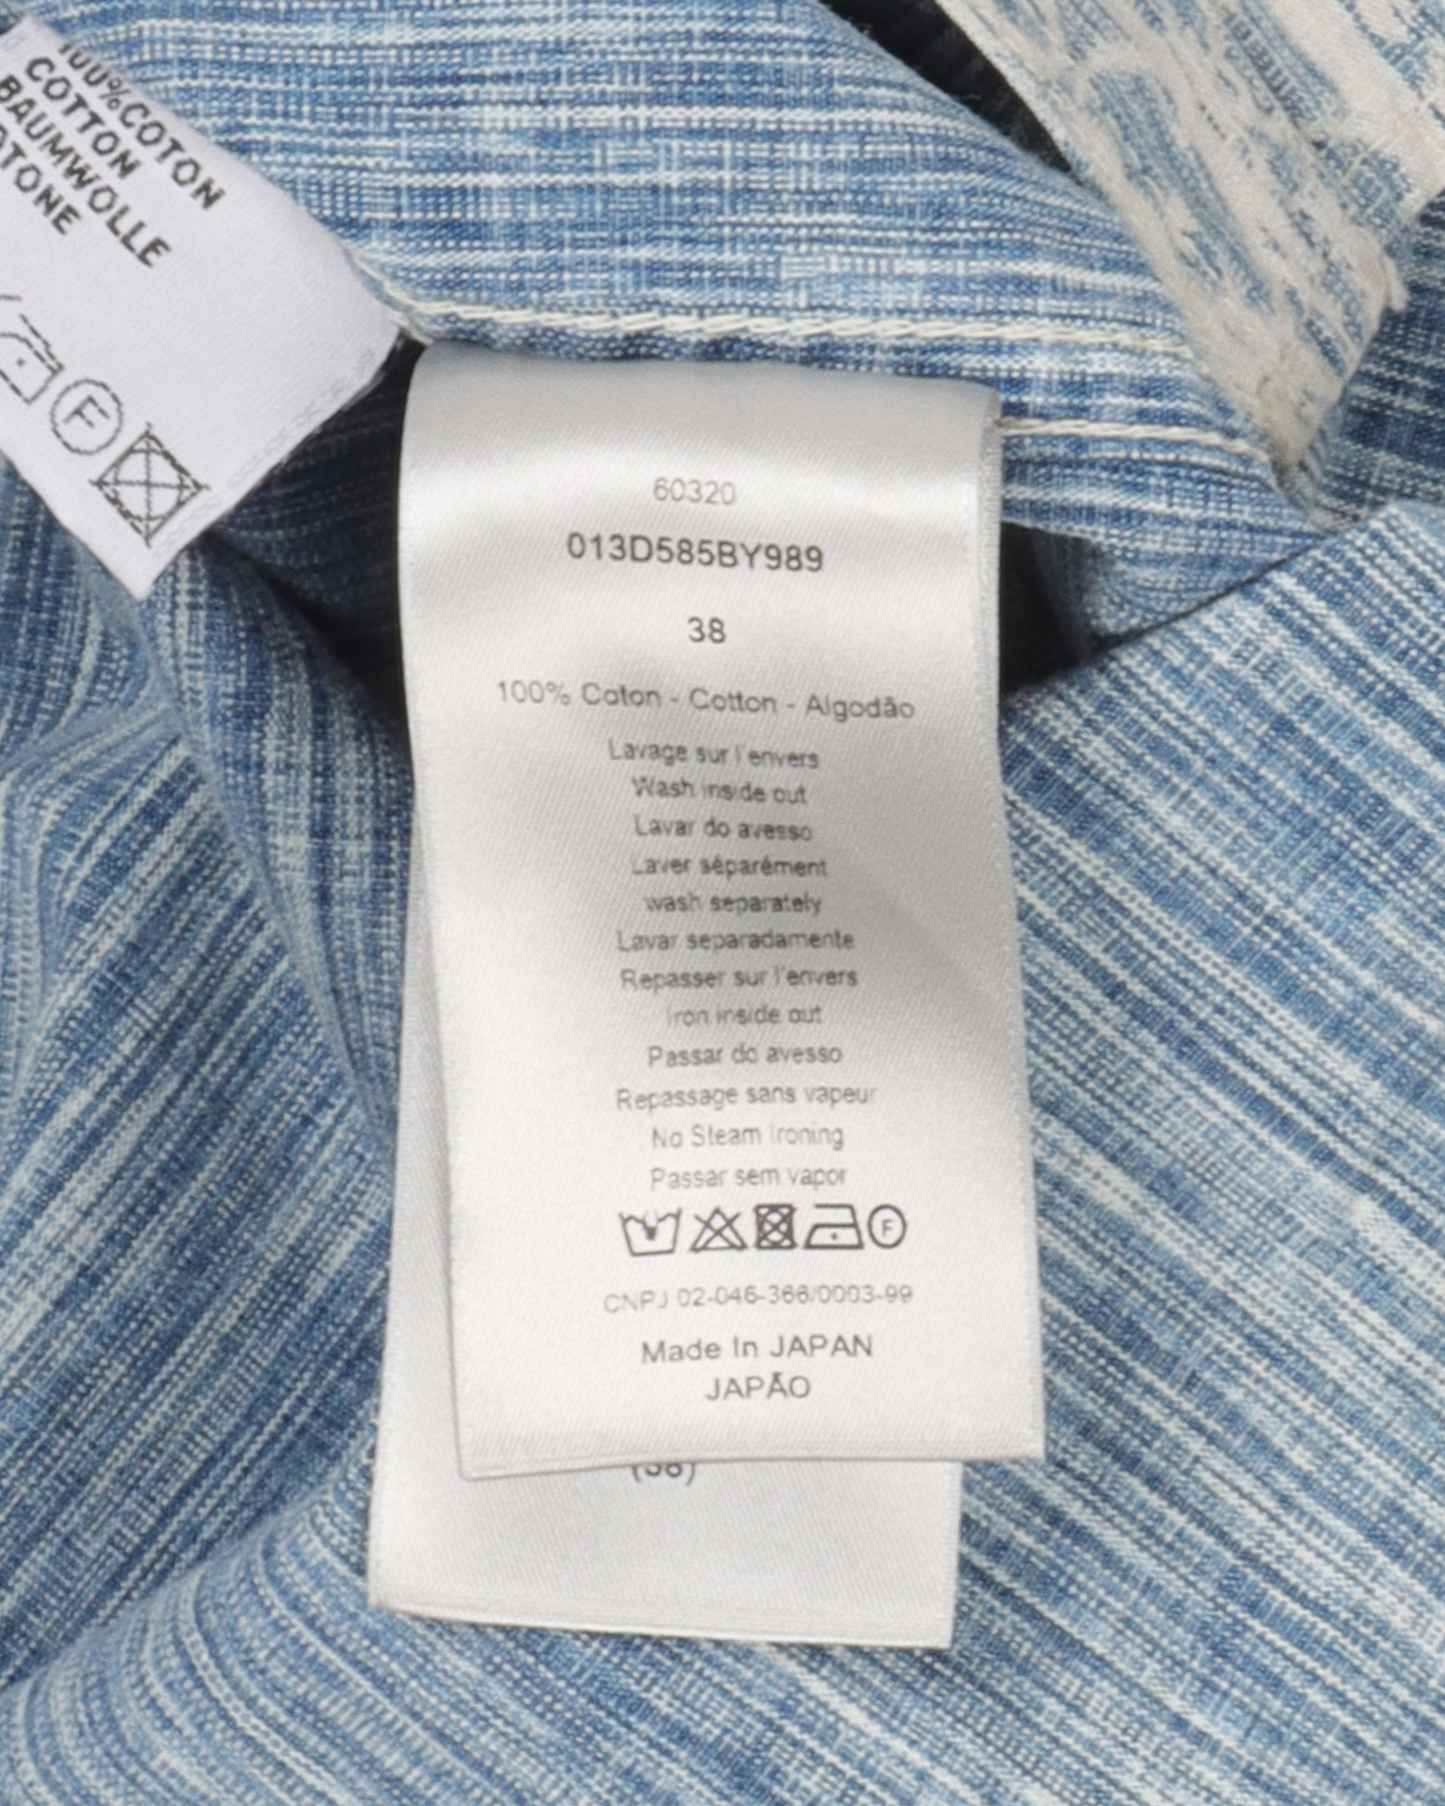 100%COTON
COTTON
BAUMWOLLE
OTONE
F
60320
013D585BY989
38
100% Coton - Cotton - Algodão
Lavage sur l'envers
Wash inside out
Lavar do avesso
Laver séparément
wash separately
Lavar separadamente
Repasser sur l'envers
Iron inside out
Passar do avesso
Repassage sans vapeur
No Steam Ironing
Passar sem vapor
F
CNPJ 02-046-366/0003-99
Made In JAPAN
JAPÃO
(38)